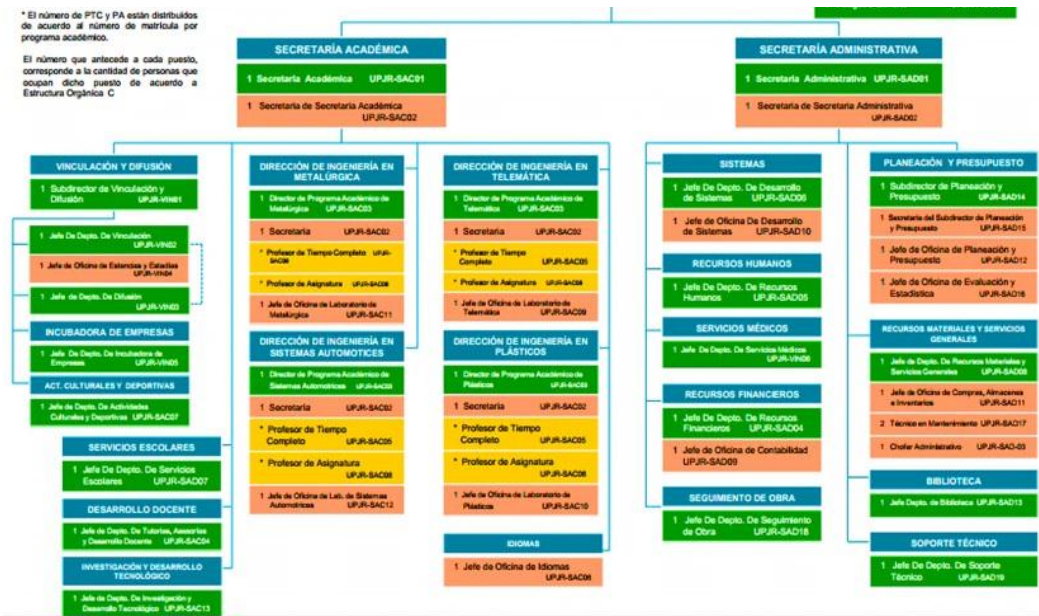 * El número de PTC y PA están distribuidos
de acuerdo al número de matrícula por
programa académico.
El número que antecede a cada puesto,
corresponde a la cantidad de personas que
ocupan dicho puesto de acuerdo a
Estructura Orgánica C
SECRETARÍA ACADÉMICA
1 Secretaria Académica UPJR-SAC01
1 Secretaria de Secretaria Académica
UPJR-SAC02
SECRETARÍA ADMINISTRATIVA
1 Secretaria Administrativa UPJR-SAD01
1 Secretaria de Secretaria Administrativa
UPJR-SAD02
VINCULACIÓN Y DIFUSIÓN
1 Subdirector de Vinculación y
Difusión UPJR-VIN01
1 Jefe De Depto. De Vinculación
UPJR-VIN02
1 Jefe de Oficina de Estancias y Estadías
UPJR-VIN04
1 Jefe de Depto. De Difusión
UPJR-VIN03
INCUBADORA DE EMPRESAS
1 Jefe De Depto. De Incubadora de
Empresas UPJR-VIN05
ACT. CULTURALES Y DEPORTIVAS
1 Jefe de Depto. De Actividades
Culturales y Deportivas UPJR-SAC07
SERVICIOS ESCOLARES
1 Jefe De Depto. De Servicios
Escolares UPJR-SAD07
DESARROLLO DOCENTE
1 Jefe de Depto. De Tutorías, Asesorías
y Desarrollo Docente UPJR-SAC04
INVESTIGACIÓN Y DESARROLLO
TECNOLÓGICO
1 Jefe de Depto. De Investigación y
Desarrollo Tecnológico UPJR-SAC13
DIRECCIÓN DE INGENIERÍA EN
METALÚRGICA
1 Director de Programa Académico de
Metalúrgica UPJR-SAC03
1 Secretaria UPJR-SAC02
* Profesor de Tiempo Completo UPJR-
* Profesor de Asignatura
1 Jefe de Oficina de Laboratorio de
Metalúrgica UPJR-SAC11
DIRECCIÓN DE INGENIERÍA EN
SISTEMAS AUTOMOTICES
1 Director de Programa Académico de
Sistemas Automotrices UPJR-SAC03
1 Secretaria UPJR-SAC02
* Profesor de Tiempo
Completo UPJR-SAC05
* Profesor de Asignatura
UPJR-SAC06
1 Jefe de Oficina de Lab. de Sistemas
Automotrices UPJR-SAC12
DIRECCIÓN DE INGENIERÍA EN
TELEMÁTICA
1 Director de Programa Académico de
Telemática UPJR-SAC03
1 Secretaria UPJR-SAC02
* Profesor de Tiempo
Completo UPJR-SAC05
* Profesor de Asignatura
1 Jefe de Oficina de Laboratorio de
Telemática UPJR-SAC09
DIRECCIÓN DE INGENIERÍA EN
PLÁSTICOS
1 Director de Programa Académico de
Plásticos UPJR-SAC03
1 Secretaria UPJR-SAC02
* Profesor de Tiempo
Completo UPJR-SAC05
* Profesor de Asignatura
UPJR-SAC06
1 Jefe de Oficina de Laboratorio de
Plásticos UPJR-SAC10
IDIOMAS
1 Jefe de Oficina de Idiomas
UPJR-SAC08
SISTEMAS
1 Jefe De Depto. De Desarrollo
de Sistemas UPJR-SAD06
1 Jefe de Oficina De Desarrollo
de Sistemas UPJR-SAD10
RECURSOS HUMANOS
1 Jefe De Depto. De Recursos
Humanos UPJR-SAD05
SERVICIOS MÉDICOS
1 Jefe De Depto. De Servicios Médicos
UPJR-VIN06
RECURSOS FINANCIEROS
1 Jefe De Depto. De Recursos
Financieros UPJR-SAD04
1 Jefe de Oficina de Contabilidad
UPJR-SAD09
SEGUIMIENTO DE OBRA
1 Jefe De Depto. De Seguimiento
de Obra UPJR-SAD18
PLANEACIÓN Y PRESUPUESTO
1 Subdirector de Planeación y
Presupuesto UPJR-SAD14
1 Secretaria del Subdirector de Planeación
y Presupuesto UPJR-SAD15
1 Jefe de Oficina de Planeación y
Presupuesto UPJR-SAD12
1 Jefe de Oficina de Evaluación y
Estadística UPJR-SAD16
RECURSOS MATERIALES Y SERVICIOS
GENERALES
1 Jefe de Depto. De Recursos Materiales y
Servicios Generales UPJR-SAD08
1 Jefe de Oficina de Compras, Almacenes
e Inventarios UPJR-SAD11
2 Técnico en Mantenimiento UPJR-SAD17
1 Chofer Administrativo UPJR-SAD-03
BIBLIOTECA
1 Jefe Depto. de Biblioteca UPJR-SAD13
SOPORTE TÉCNICO
1 Jefe De Depto. De Soporte
Técnico UPJR-SAD19